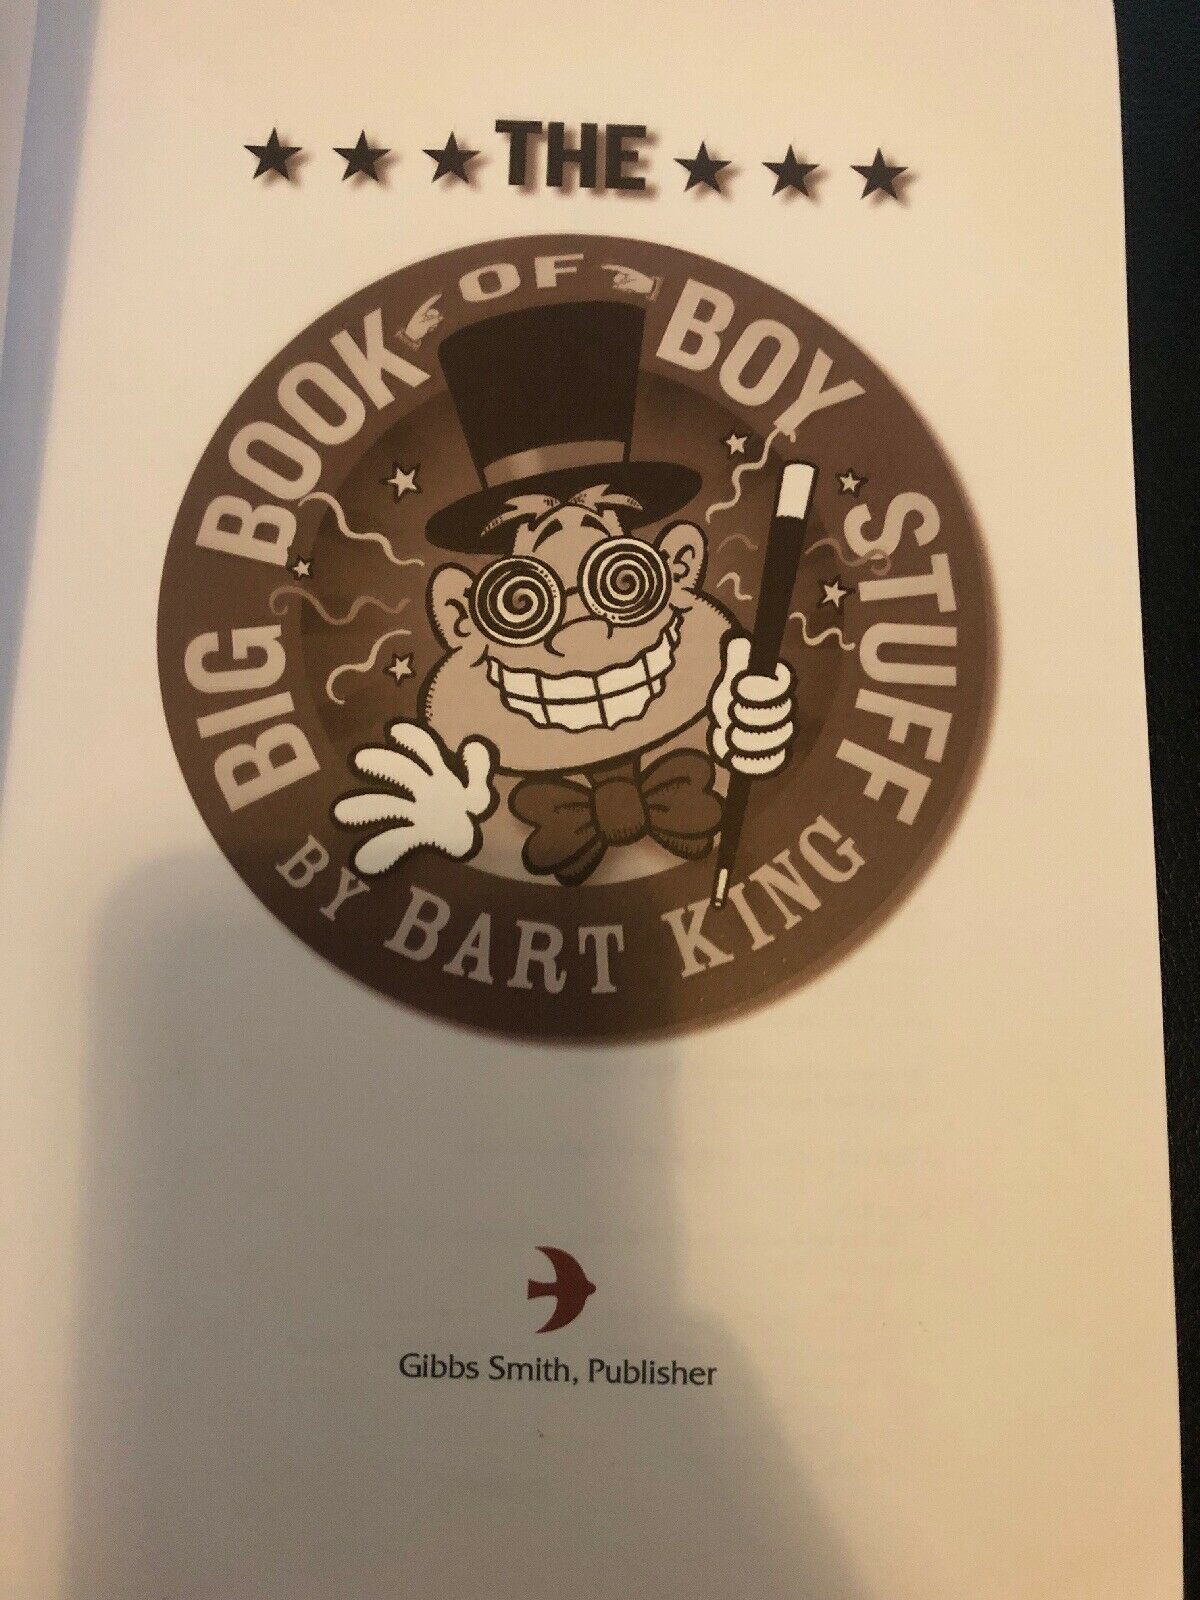 THE
BIG BOOK OF BOY STUFF
BY BART KING
Gibbs Smith, Publisher